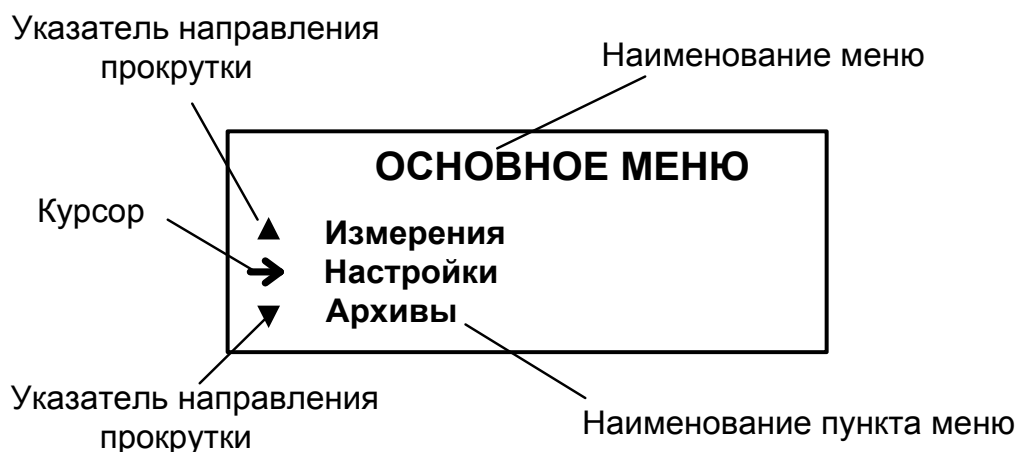 Указатель направления
прокрутки
Наименование меню
ОСНОВНОЕ МЕНЮ
Курсор
▲ Измерения
➔ Настройки
▼ Архивы
Указатель направления
прокрутки
Наименование пункта меню